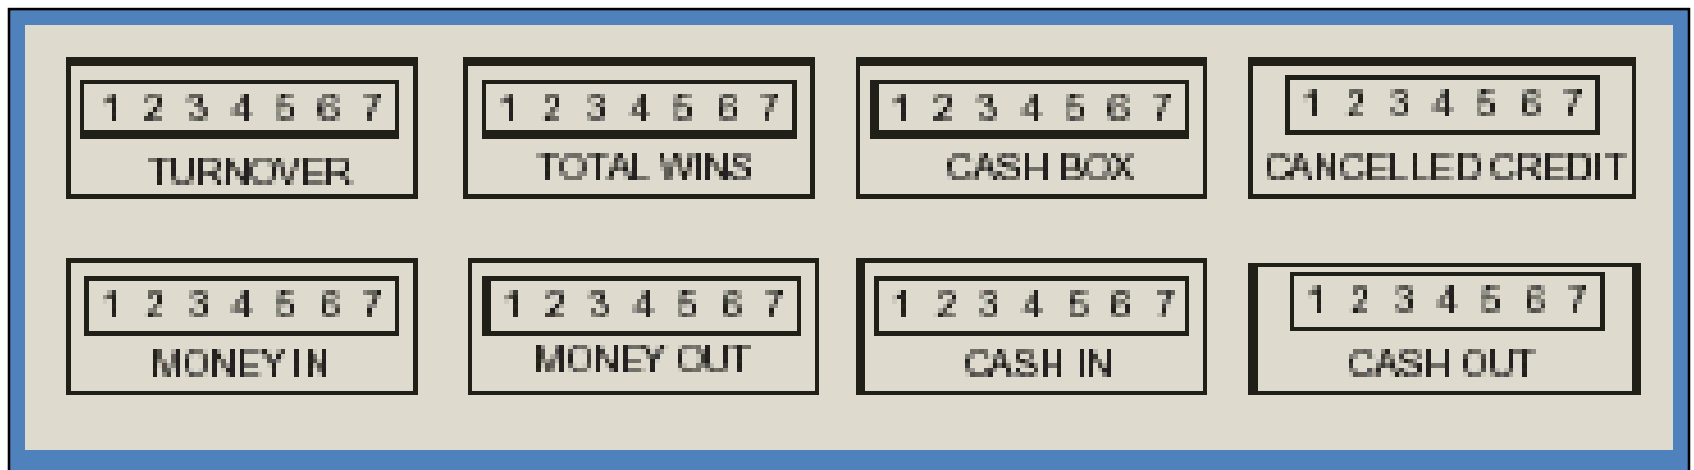 1 2 3 4 5 6 7
TURNOVER
1 2 3 4 5 6 7
TOTAL WINS
1 2 3 4 5 6 7
CASH BOX
1 2 3 4 5 6 7
CANCELLED CREDIT
1 2 3 4 5 6 7
MONEY IN
1 2 3 4 5 6 7
MONEY OUT
1 2 3 4 5 6 7
CASH IN
1 2 3 4 5 6 7
CASH OUT